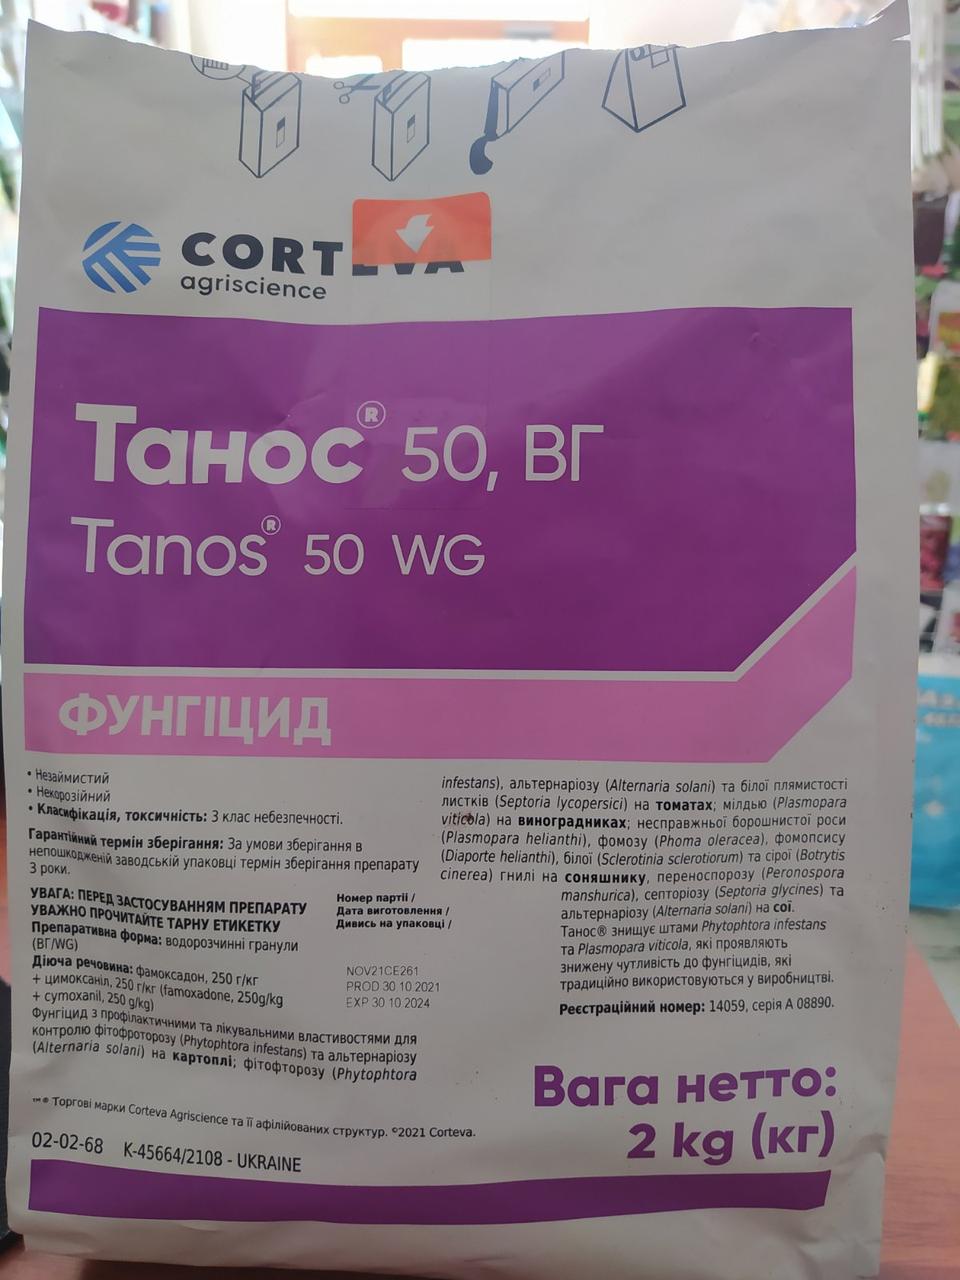 CORTEVA
agriscience
Танос® 50, ВГ
Tanos® 50 WG
ФУНГІЦИД
• Незаймистий
• Некорозійний
• Класифікація, токсичність: 3 клас небезпечності.
Гарантійний термін зберігання: За умови зберігання в
непошкодженій заводській упаковці термін зберігання препарату
3 роки.
УВАГА: ПЕРЕД ЗАСТОСУВАННЯМ ПРЕПАРАТУ
УВАЖНО ПРОЧИТАЙТЕ ТАРНУ ЕТИКЕТКУ
Препаративна форма: водорозчинні гранули
(ВГ/WG)
Діюча речовина: фамоксадон, 250 г/кг
+ цимоксаніл, 250 г/кг (famoxadone, 250g/kg
+ cymoxanil, 250 g/kg)
Фунгіцид з профілактичними та лікувальними властивостями для
контролю фітофроторозу (Phytophtora infestans) та альтернаріозу
(Alternaria solani) на картоплі; фітофторозу (Phytophtora
Номер партії /
Дата виготовлення /
Дивись на упаковці /
NOV21CE261
PROD 30 10 2021
EXP 30 10 2024
infestans), альтернаріозу (Alternaria solani) та білої плямистості
листків (Septoria lycopersici) на томатах; мілдью (Plasmopara
viticola) на виноградниках; несправжньої борошнистої роси
(Plasmopara helianthi), фомозу (Phoma oleracea), фомопсису
(Diaporte helianthi), білої (Sclerotinia sclerotiorum) та сірої (Botrytis
cinerea) гнилі на соняшнику, переноспорозу (Peronospora
manshurica), септоріозу (Septoria glycines) та
альтернаріозу (Alternaria solani) на сої.
Танос® знищує штами Phytophtora infestans
та Plasmopara viticola, які проявляють
знижену чутливість до фунгіцидів, які
традиційно використовуються у виробництві.
Реєстраційний номер: 14059, серія А 08890.
Вага нетто:
2 kg (кг)
™® Торгові марки Corteva Agriscience та її афілійованих структур. ©2021 Corteva.
02-02-68 K-45664/2108 - UKRAINE